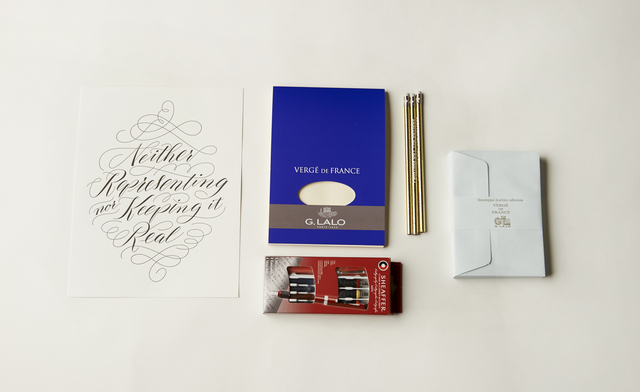 Neither
Representing
nor Keeping it
Real
VERGÉ DE FRANCE
G. LALO
SHEAFFER
VERGÉ
DE
FRANCE